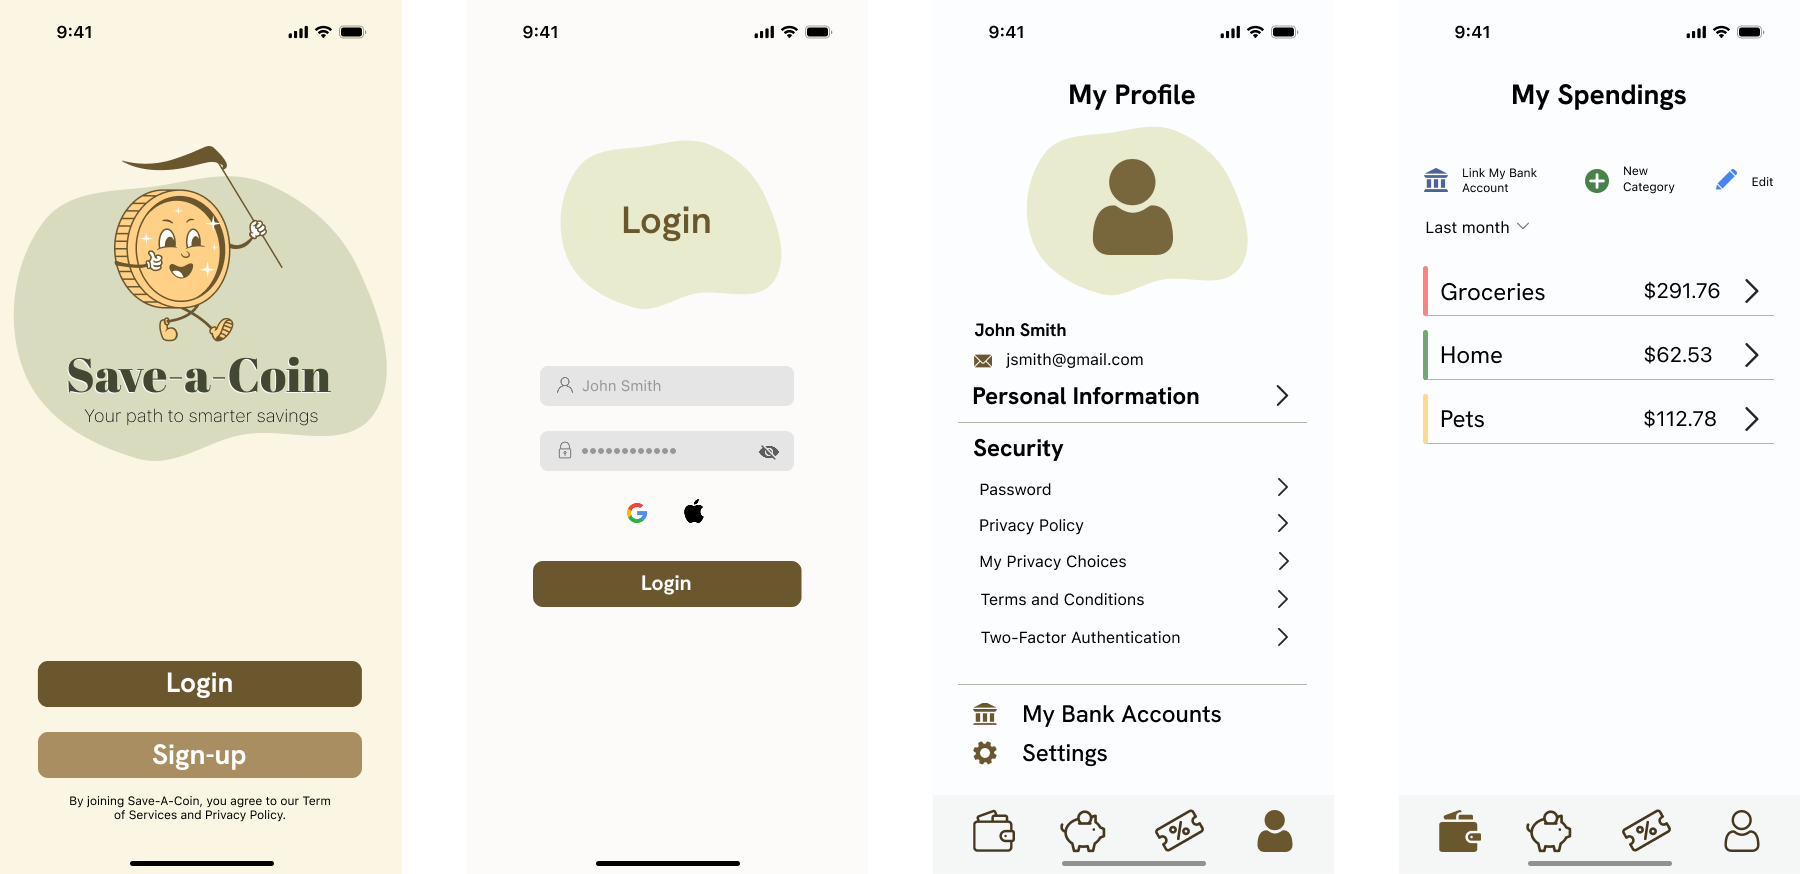 9:41
Save-a-Coin
Your path to smarter savings
Login
Sign-up
By joining Save-A-Coin, you agree to our Term
of Services and Privacy Policy.
9:41
Login
John Smith
••••••••••••
Login
9:41
My Profile
John Smith
jsmith@gmail.com
Personal Information
Security
Password
Privacy Policy
My Privacy Choices
Terms and Conditions
Two-Factor Authentication
My Bank Accounts
Settings
9:41
My Spendings
Link My Bank
Account
New
Category
Edit
Last month
Groceries $291.76
Home $62.53
Pets $112.78